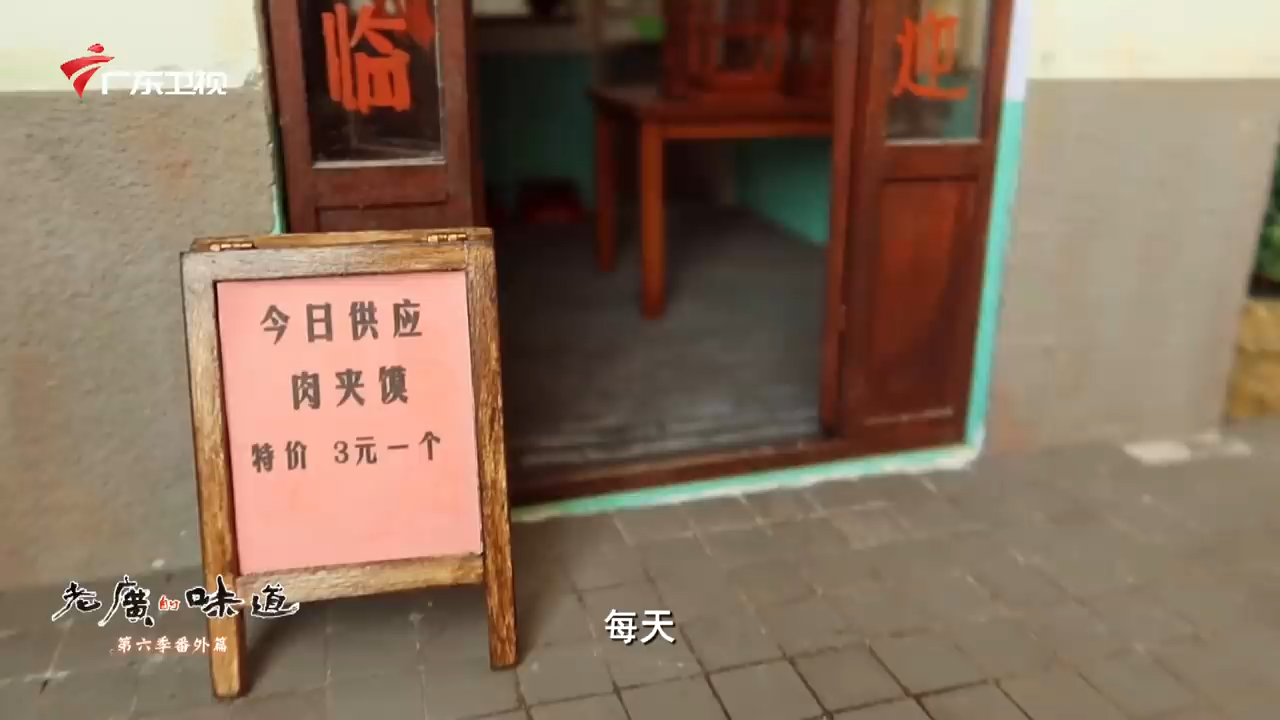 广东卫视
临
迎
今日供应
肉夹馍
特价 3元一个
老廣的味道
第六季番外篇
每天